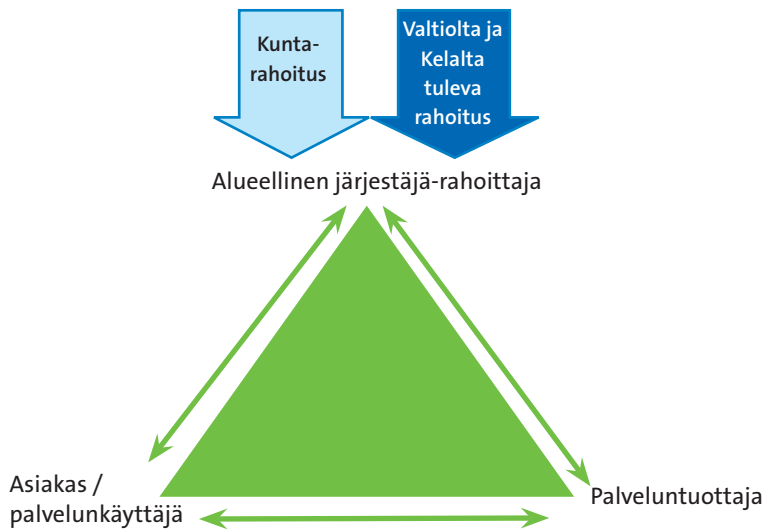 Kunta-
rahoitus
Valtiolta ja
Kelalta
tuleva
rahoitus
Alueellinen järjestäjä-rahoittaja
Asiakas /
palvelunkäyttäjä
Palveluntuottaja